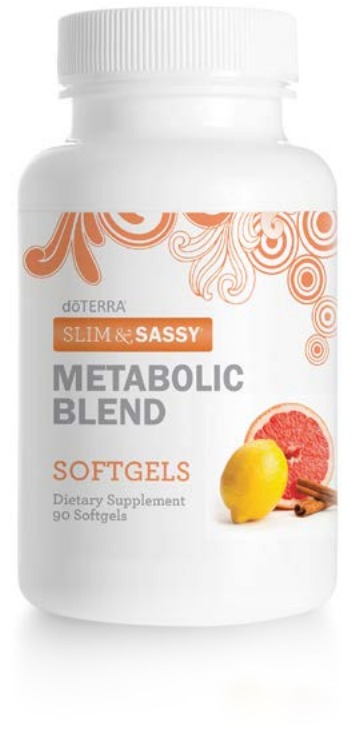 dōTERRA®
SLIM & SASSY®
METABOLIC
BLEND
SOFTGELS
Dietary Supplement
90 Softgels